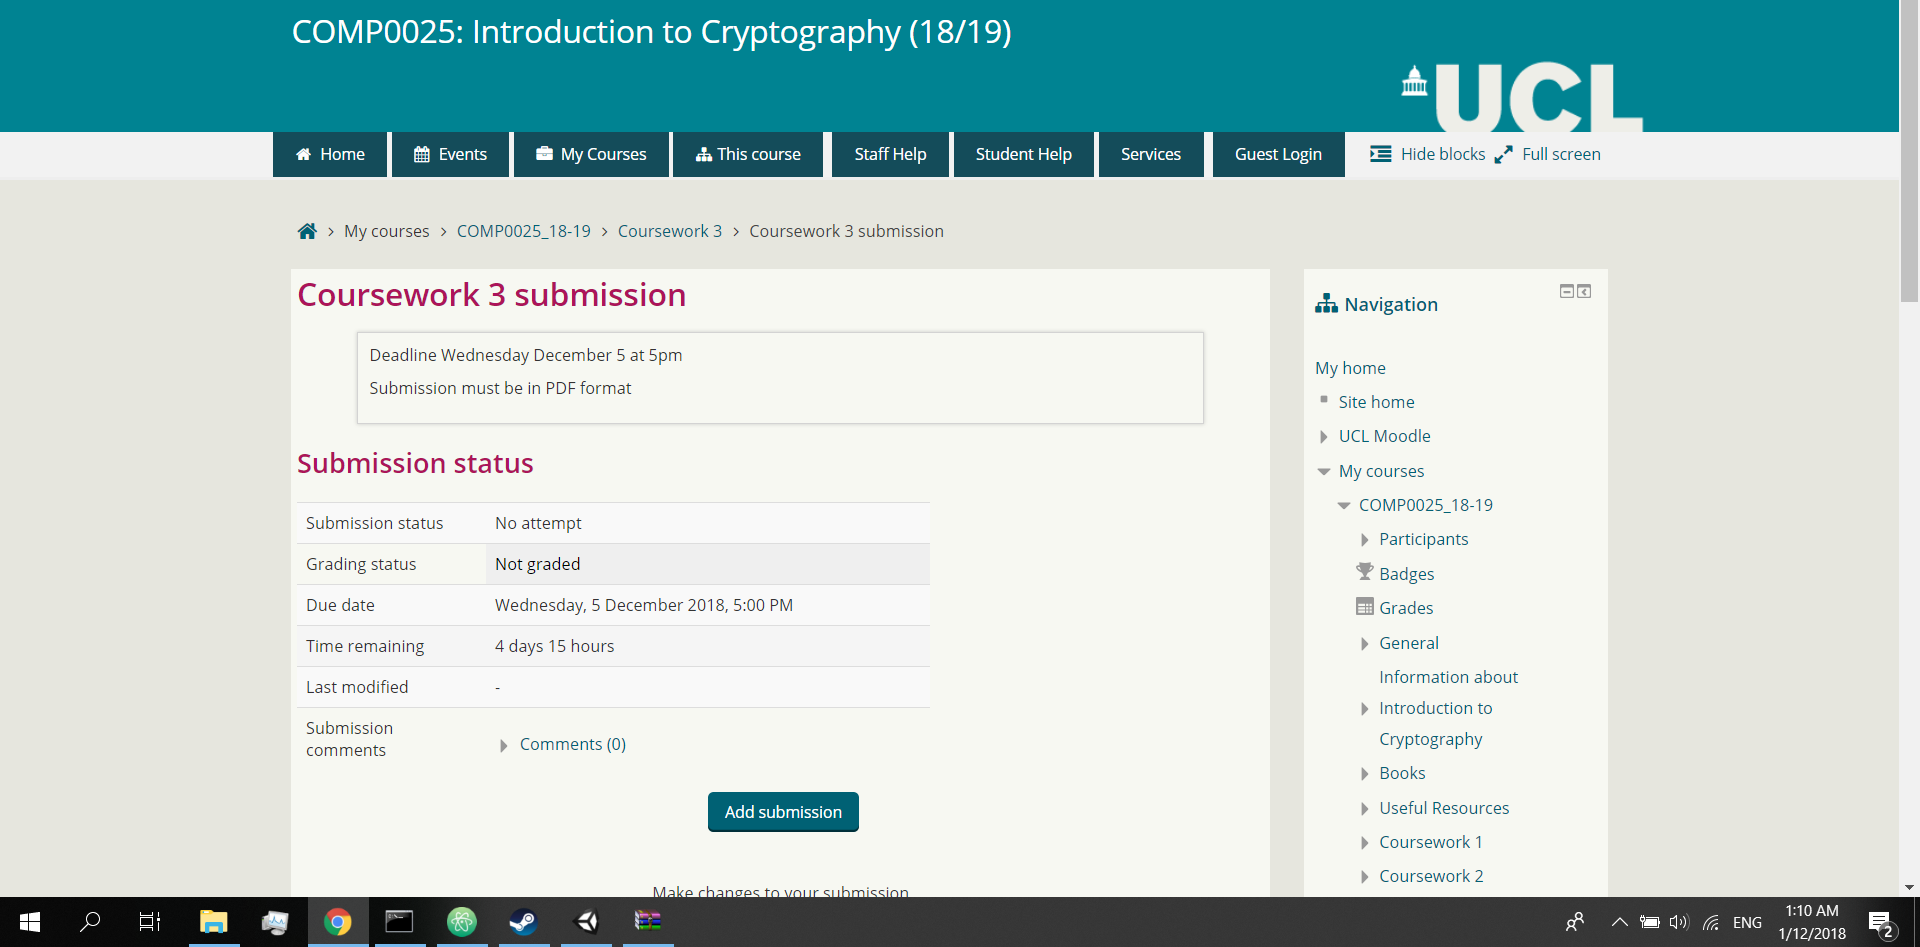 COMP0025: Introduction to Cryptography (18/19)
UCL
Home Events My Courses This course Staff Help Student Help Services Guest Login Hide blocks Full screen
My courses > COMP0025_18-19 > Coursework 3 > Coursework 3 submission
Coursework 3 submission
Deadline Wednesday December 5 at 5pm
Submission must be in PDF format
Submission status
Submission status No attempt
Grading status Not graded
Due date Wednesday, 5 December 2018, 5:00 PM
Time remaining 4 days 15 hours
Last modified -
Submission
comments
Comments (0)
Add submission
Make changes to your submission
Navigation
My home
Site home
UCL Moodle
My courses
COMP0025_18-19
Participants
Badges
Grades
General
Information about
Introduction to
Cryptography
Books
Useful Resources
Coursework 1
Coursework 2
ENG
1:10 AM
1/12/2018
2